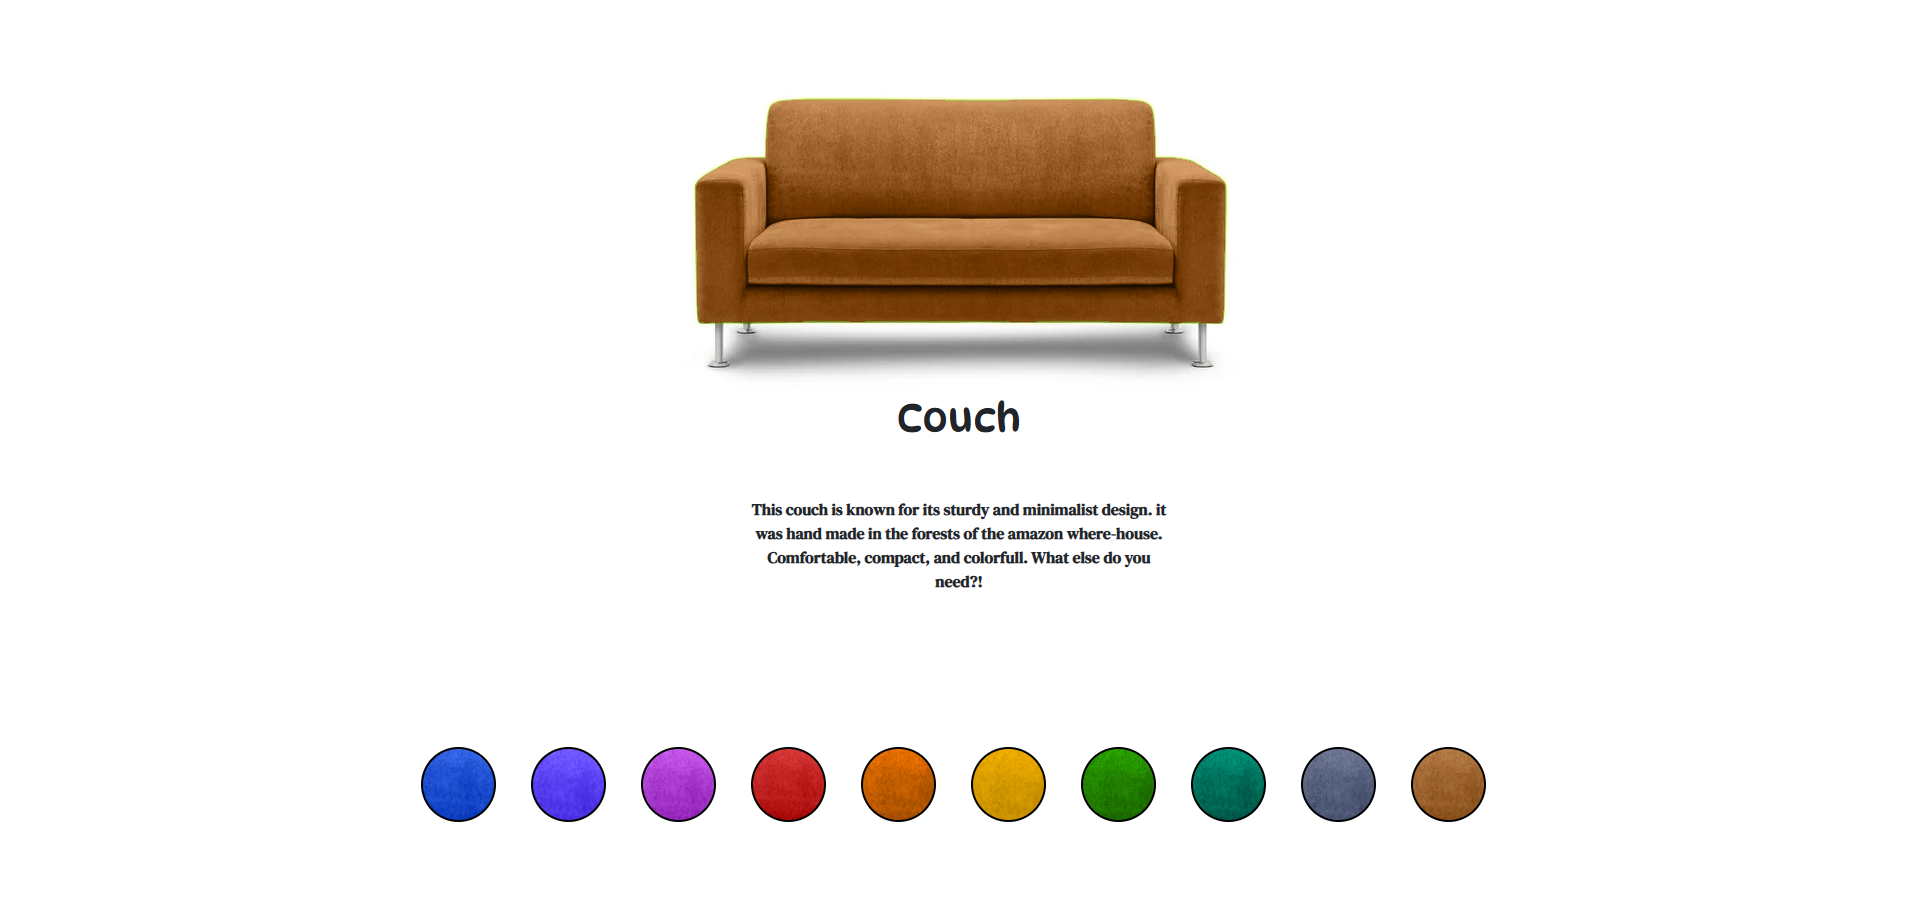 Couch
This couch is known for its sturdy and minimalist design. it
was hand made in the forests of the amazon where-house.
Comfortable, compact, and colorfull. What else do you
need?!